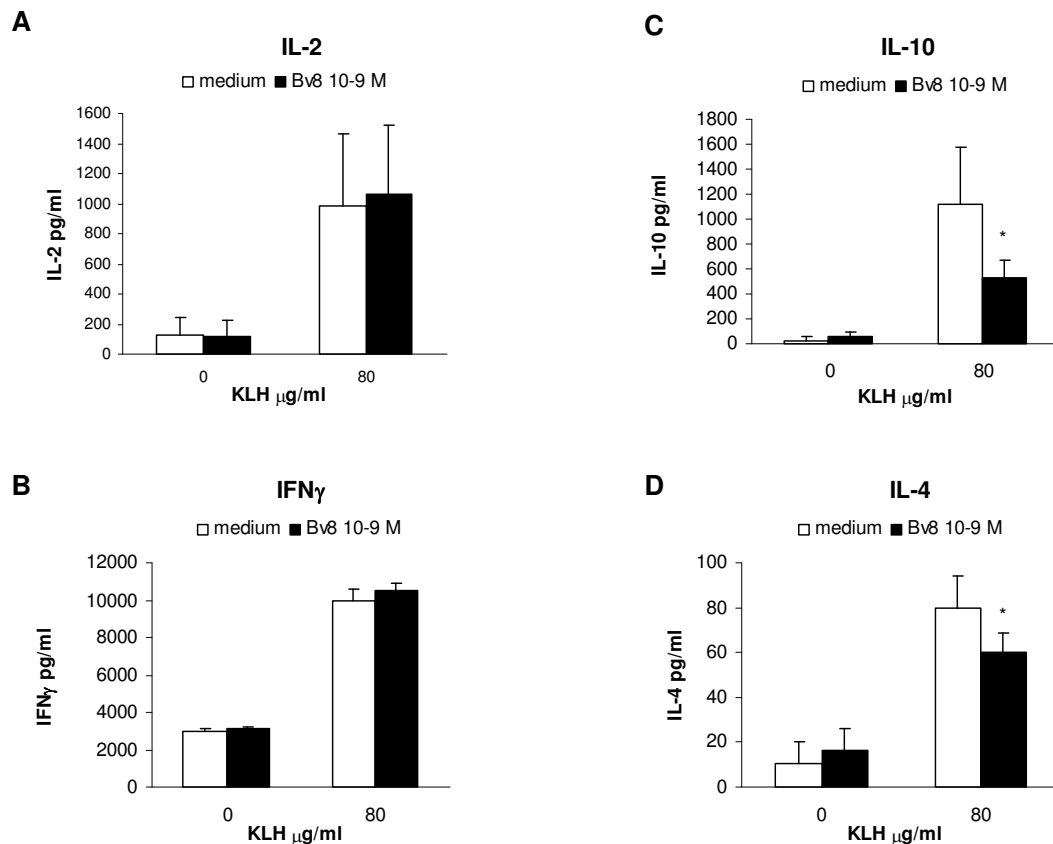 A
IL-2
medium Bv8 10-9 M
IL-2 pg/ml
1600
1400
1200
1000
800
600
400
200
0
0 80
KLH μg/ml
C
IL-10
medium Bv8 10-9 M
IL-10 pg/ml
1800
1600
1400
1200
1000
800
600
400
200
0
*
0 80
KLH μg/ml
B
IFNγ
medium Bv8 10-9 M
IFNγ pg/ml
12000
10000
8000
6000
4000
2000
0
0 80
KLH μg/ml
D
IL-4
medium Bv8 10-9 M
IL-4 pg/ml
100
80
60
40
20
0
*
0 80
KLH μg/ml